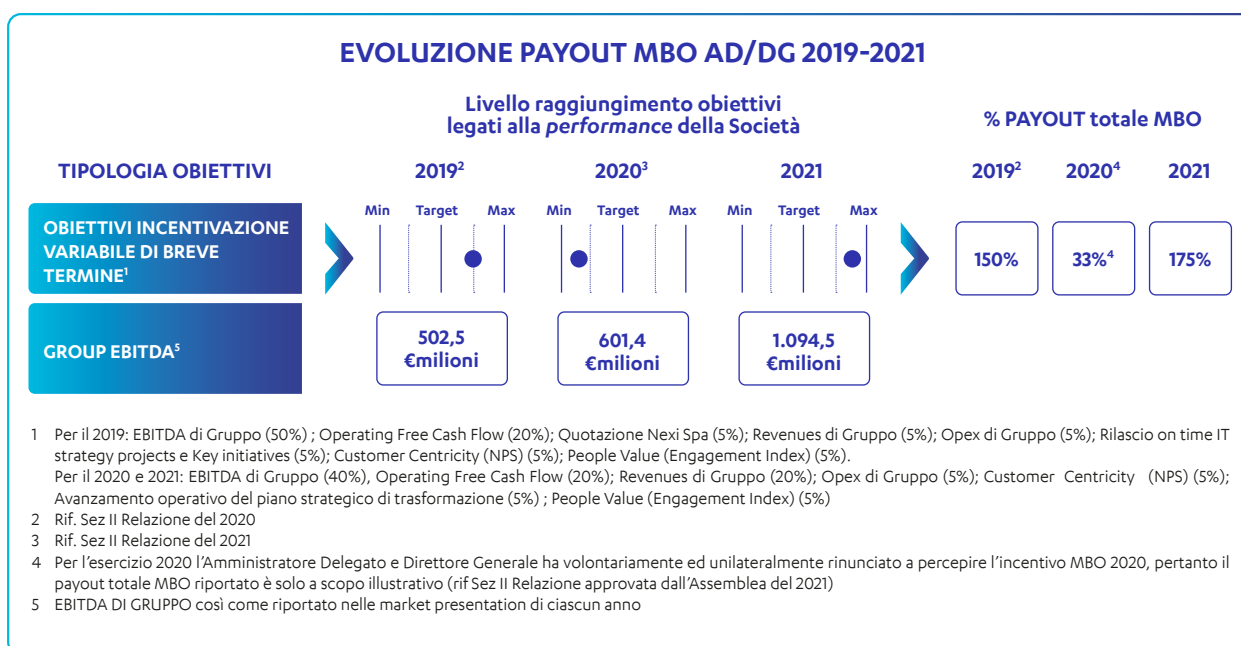 EVOLUZIONE PAYOUT MBO AD/DG 2019-2021
Livello raggiungimento obiettivi
legati alla performance della Società
% PAYOUT totale MBO
TIPOLOGIA OBIETTIVI
2019²
2020³
2021
2019²
2020⁴
2021
Min Target Max
Min Target Max
Min Target Max
OBIETTIVI INCENTIVAZIONE
VARIABILE DI BREVE
TERMINE¹
150%
33%⁴
175%
GROUP EBITDA⁵
502,5
€milioni
601,4
€milioni
1.094,5
€milioni
1 Per il 2019: EBITDA di Gruppo (50%) ; Operating Free Cash Flow (20%); Quotazione Nexi Spa (5%); Revenues di Gruppo (5%); Opex di Gruppo (5%); Rilascio on time IT
strategy projects e Key initiatives (5%); Customer Centricity (NPS) (5%); People Value (Engagement Index) (5%).
Per il 2020 e 2021: EBITDA di Gruppo (40%), Operating Free Cash Flow (20%); Revenues di Gruppo (20%); Opex di Gruppo (5%); Customer Centricity (NPS) (5%);
Avanzamento operativo del piano strategico di trasformazione (5%) ; People Value (Engagement Index) (5%)
2 Rif. Sez II Relazione del 2020
3 Rif. Sez II Relazione del 2021
4 Per l'esercizio 2020 l'Amministratore Delegato e Direttore Generale ha volontariamente ed unilateralmente rinunciato a percepire l'incentivo MBO 2020, pertanto il
payout totale MBO riportato è solo a scopo illustrativo (rif Sez II Relazione approvata dall'Assemblea del 2021)
5 EBITDA DI GRUPPO così come riportato nelle market presentation di ciascun anno